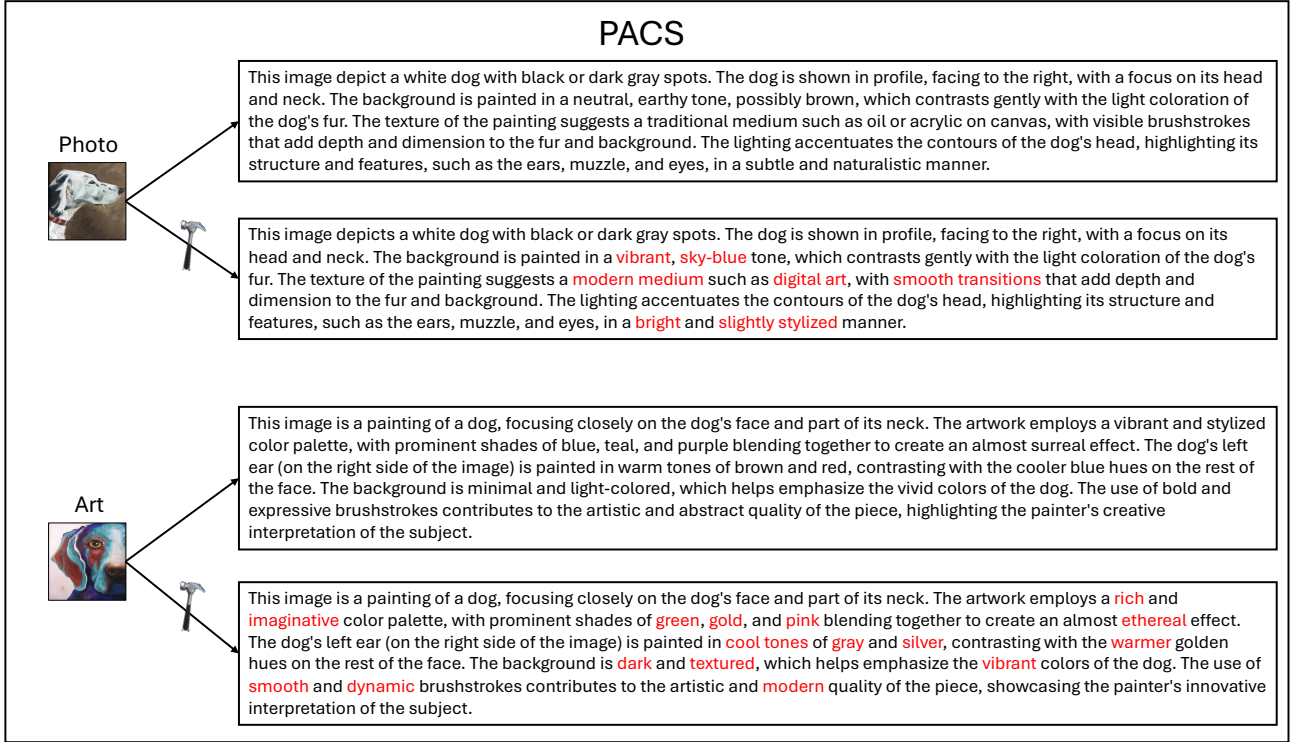 PACS
This image depict a white dog with black or dark gray spots. The dog is shown in profile, facing to the right, with a focus on its head
and neck. The background is painted in a neutral, earthy tone, possibly brown, which contrasts gently with the light coloration of
the dog's fur. The texture of the painting suggests a traditional medium such as oil or acrylic on canvas, with visible brushstrokes
that add depth and dimension to the fur and background. The lighting accentuates the contours of the dog's head, highlighting its
structure and features, such as the ears, muzzle, and eyes, in a subtle and naturalistic manner.
Photo
This image depicts a white dog with black or dark gray spots. The dog is shown in profile, facing to the right, with a focus on its
head and neck. The background is painted in a vibrant, sky-blue tone, which contrasts gently with the light coloration of the dog's
fur. The texture of the painting suggests a modern medium such as digital art, with smooth transitions that add depth and
dimension to the fur and background. The lighting accentuates the contours of the dog's head, highlighting its structure and
features, such as the ears, muzzle, and eyes, in a bright and slightly stylized manner.
This image is a painting of a dog, focusing closely on the dog's face and part of its neck. The artwork employs a vibrant and stylized
color palette, with prominent shades of blue, teal, and purple blending together to create an almost surreal effect. The dog's left
ear (on the right side of the image) is painted in warm tones of brown and red, contrasting with the cooler blue hues on the rest of
the face. The background is minimal and light-colored, which helps emphasize the vivid colors of the dog. The use of bold and
expressive brushstrokes contributes to the artistic and abstract quality of the piece, highlighting the painter's creative
interpretation of the subject.
Art
This image is a painting of a dog, focusing closely on the dog's face and part of its neck. The artwork employs a rich and
imaginative color palette, with prominent shades of green, gold, and pink blending together to create an almost ethereal effect.
The dog's left ear (on the right side of the image) is painted in cool tones of gray and silver, contrasting with the warmer golden
hues on the rest of the face. The background is dark and textured, which helps emphasize the vibrant colors of the dog. The use of
smooth and dynamic brushstrokes contributes to the artistic and modern quality of the piece, showcasing the painter's innovative
interpretation of the subject.